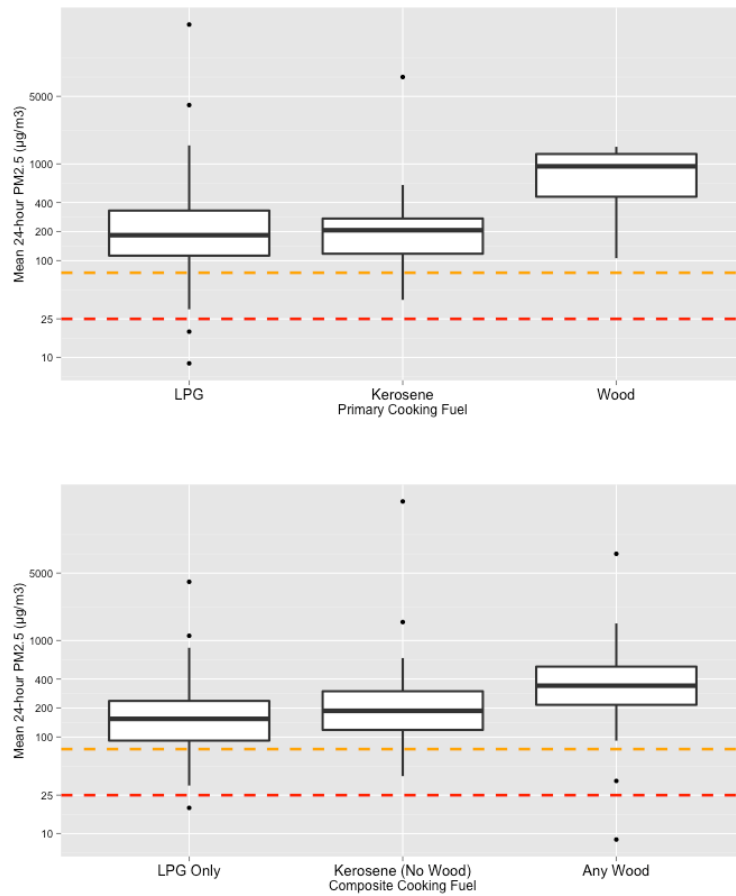 Mean 24-hour PM2.5 (µg/m3)
5000
1000
400
200
100
25
10
LPG Kerosene Wood
Primary Cooking Fuel
Mean 24-hour PM2.5 (µg/m3)
5000
1000
400
200
100
25
10
LPG Only Kerosene (No Wood) Any Wood
Composite Cooking Fuel